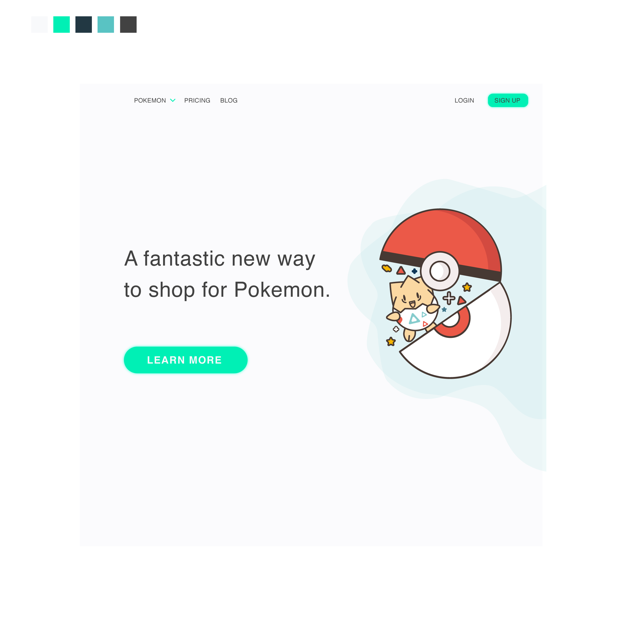 POKEMON PRICING BLOG LOGIN SIGN UP
A fantastic new way
to shop for Pokemon.
LEARN MORE